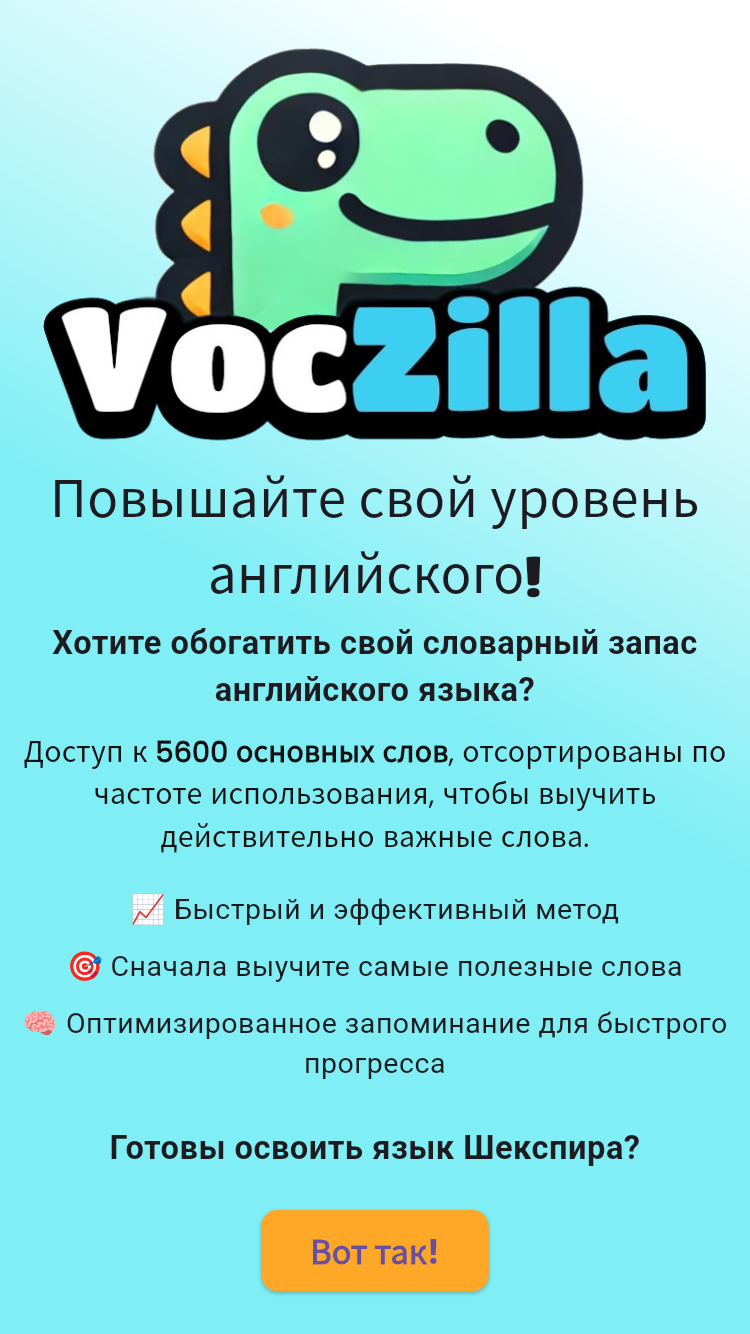 VocZilla
Повышайте свой уровень
английского!
Хотите обогатить свой словарный запас
английского языка?
Доступ к 5600 основных слов, отсортированы по
частоте использования, чтобы выучить
действительно важные слова.
📈 Быстрый и эффективный метод
🎯 Сначала выучите самые полезные слова
🧠 Оптимизированное запоминание для быстрого
прогресса
Готовы освоить язык Шекспира?
Вот так!